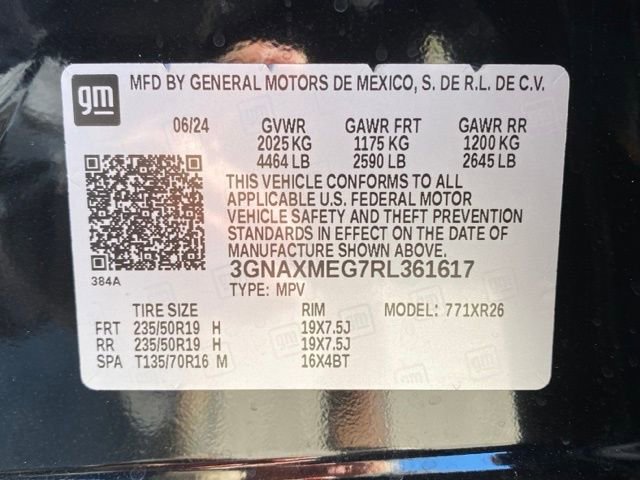 gm MFD BY GENERAL MOTORS DE MEXICO, S. DE R.L. DE C.V.
06/24 GVWR GAWR FRT GAWR RR
2025 KG 1175 KG 1200 KG
4464 LB 2590 LB 2645 LB
THIS VEHICLE CONFORMS TO ALL
APPLICABLE U.S. FEDERAL MOTOR
VEHICLE SAFETY AND THEFT PREVENTION
STANDARDS IN EFFECT ON THE DATE OF
MANUFACTURE SHOWN ABOVE.
3GNAXMEG7RL361617
384A
TYPE: MPV
TIRE SIZE RIM MODEL: 771XR26
FRT 235/50R19 H 19X7.5J
RR 235/50R19 H 19X7.5J
SPA T135/70R16 M 16X4BT